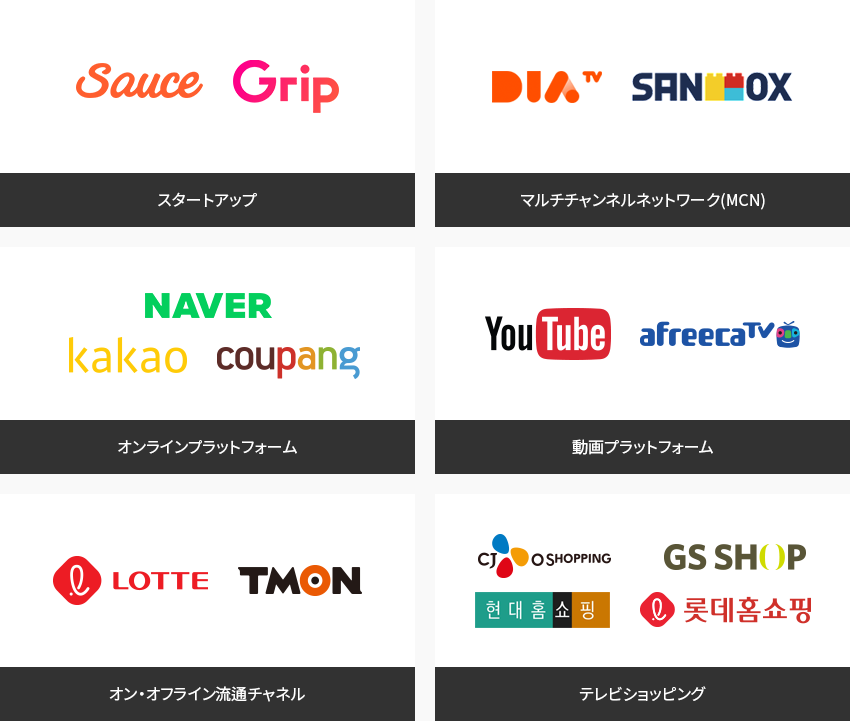 Sauce Grip
スタートアップ
DIA TV SANDBOX
マルチチャンネルネットワーク(MCN)
NAVER
kakao coupang
オンラインプラットフォーム
YouTube afreecaTV
動画プラットフォーム
LOTTE TMON
オン・オフライン流通チャネル
CJ O SHOPPING GS SHOP
현대홈쇼핑 롯데홈쇼핑
テレビショッピング